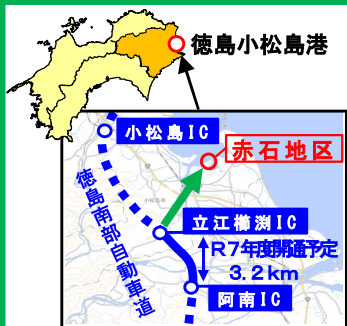 徳島小松島港
小松島IC
赤石地区
徳島南部自動車道
立江櫛渕IC
R7年度開通予定
3.2km
阿南IC